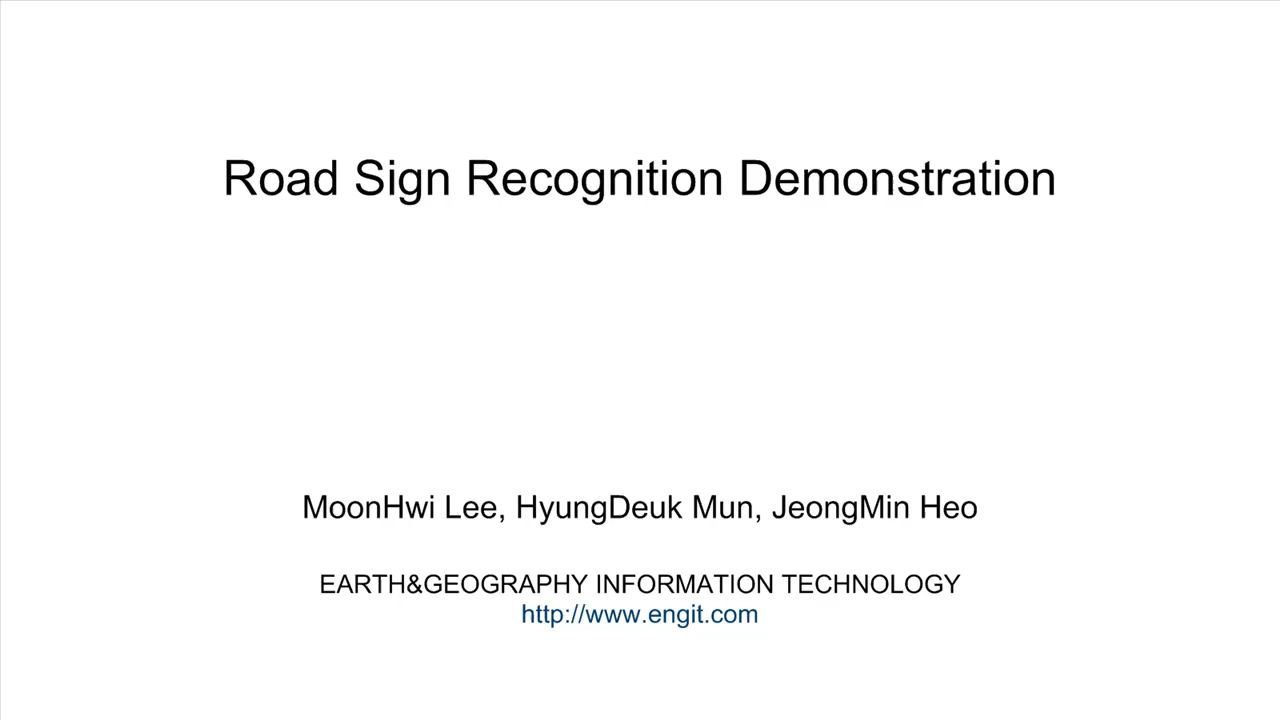 Road Sign Recognition Demonstration
MoonHwi Lee, HyungDeuk Mun, JeongMin Heo
EARTH&GEOGRAPHY INFORMATION TECHNOLOGY
http://www.engit.com